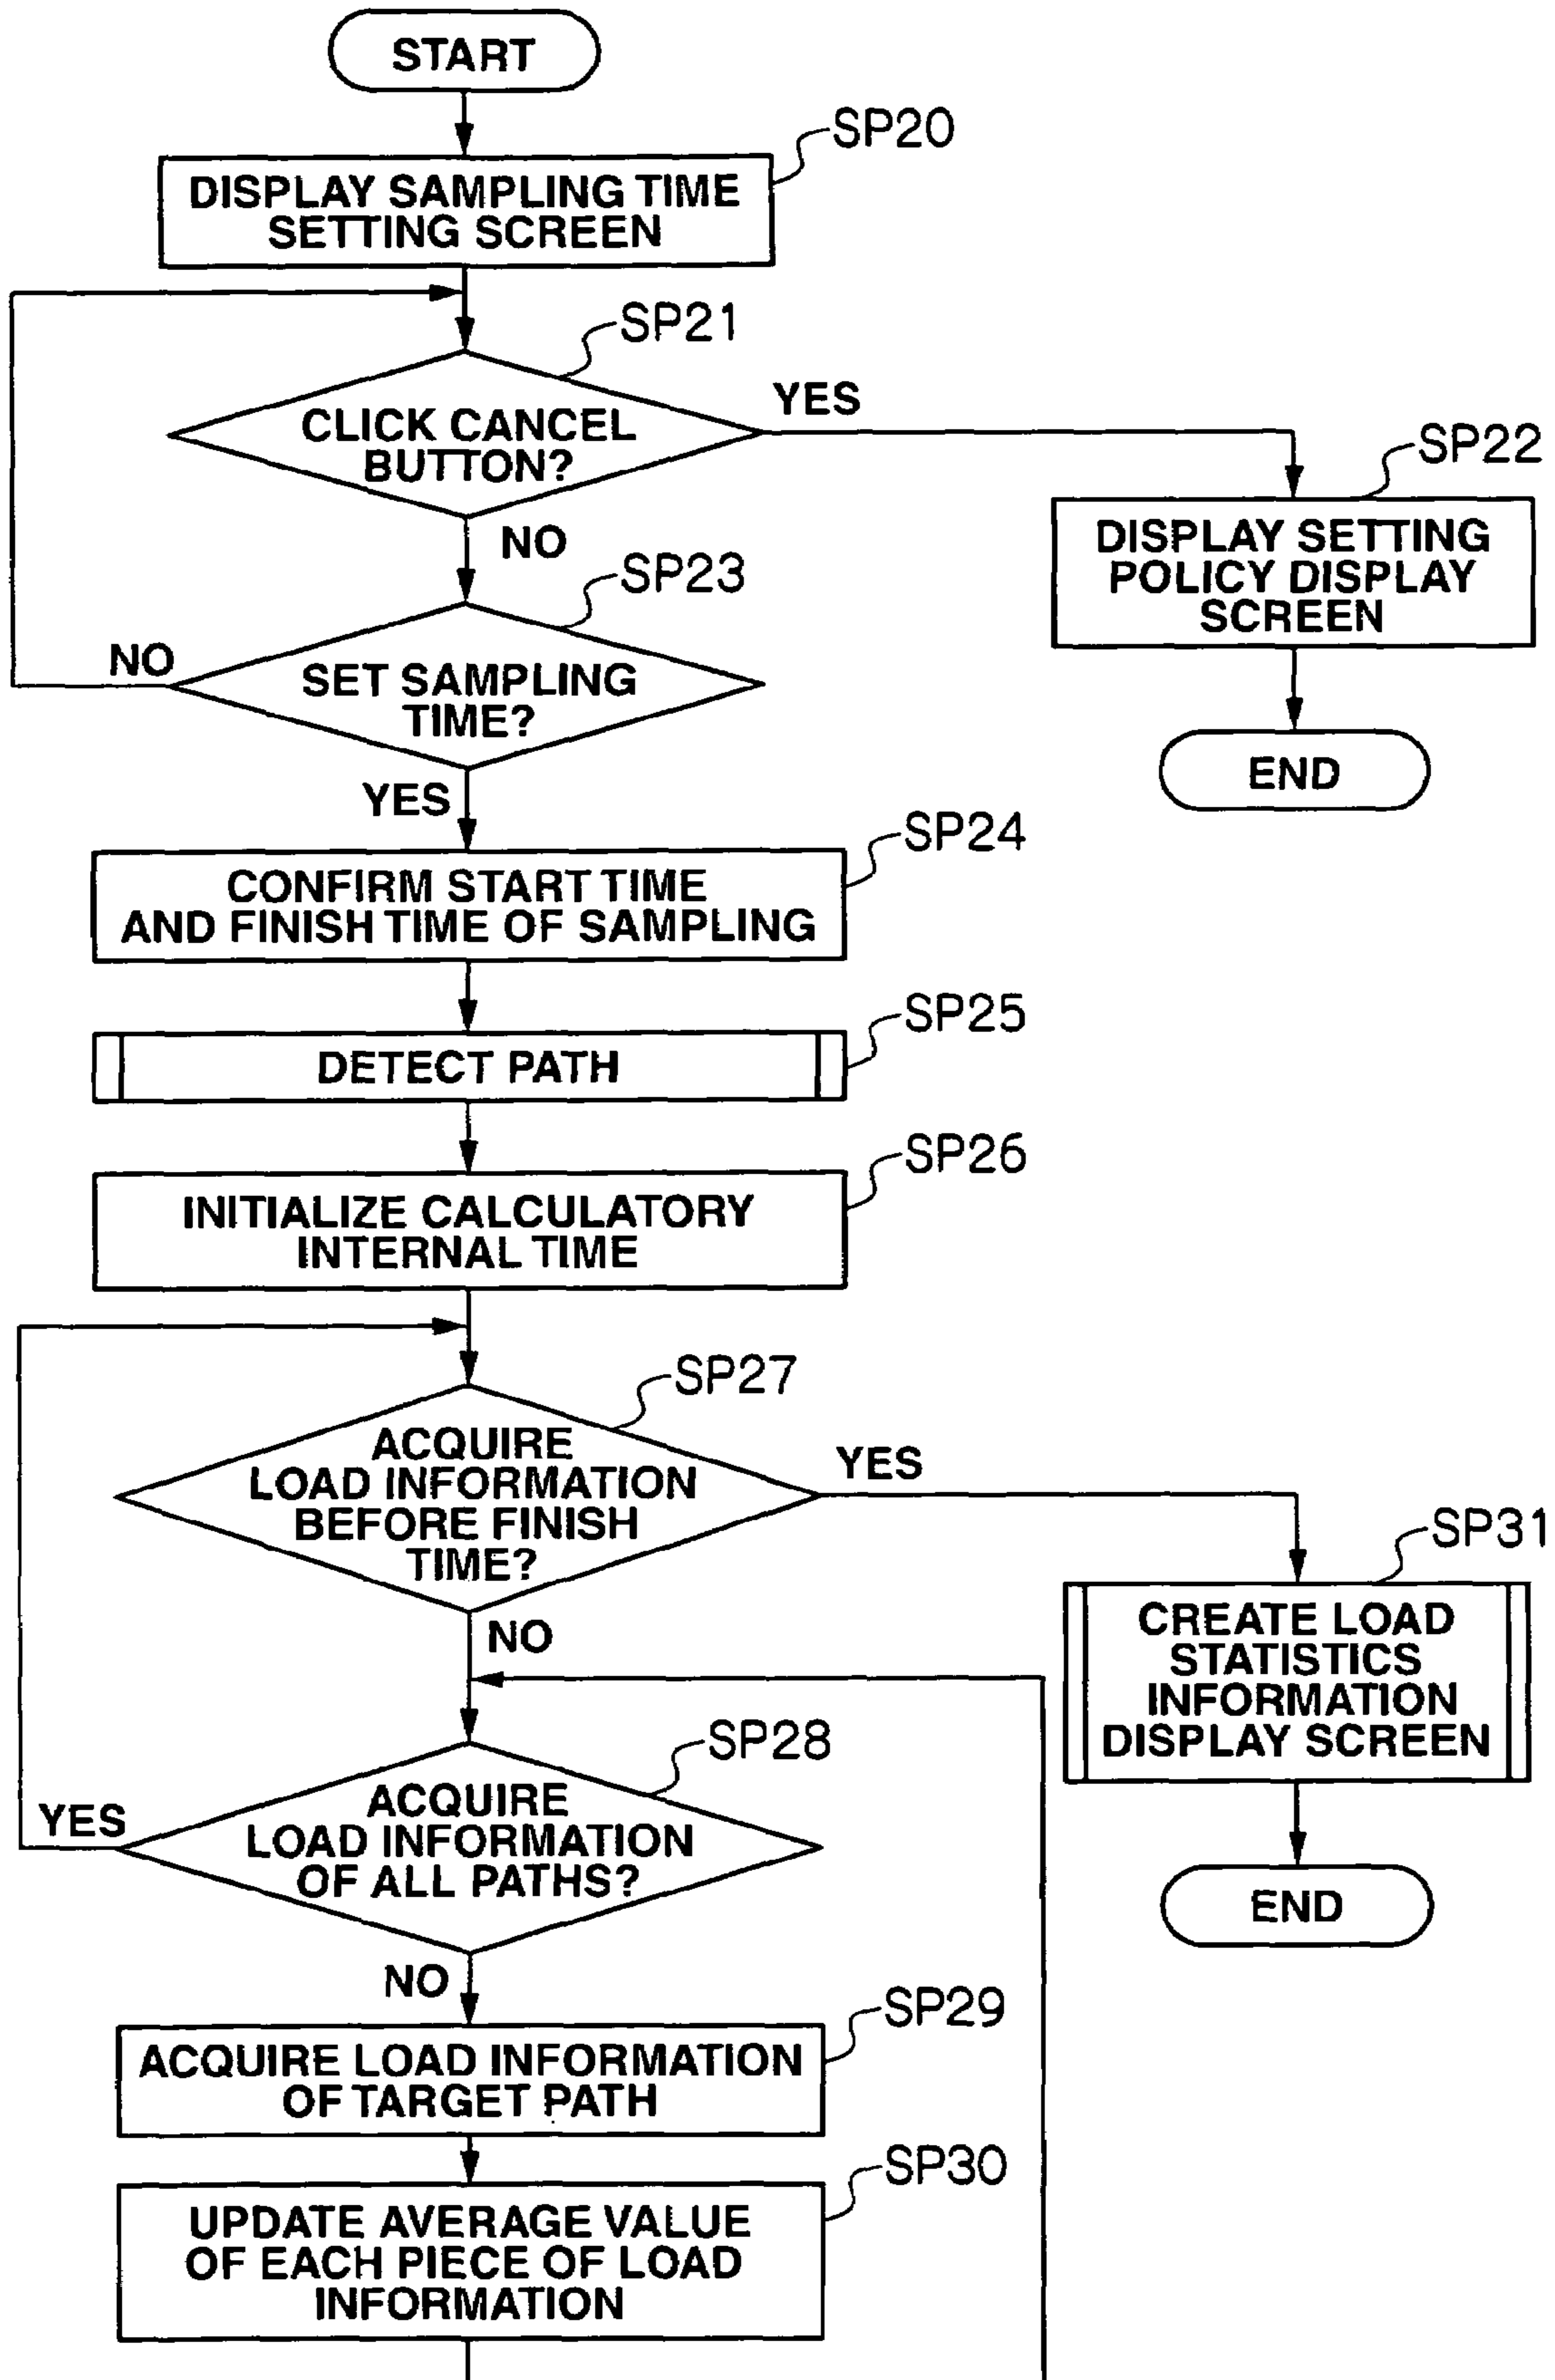 START
SP20
DISPLAY SAMPLING TIME
SETTING SCREEN
SP21
CLICK CANCEL
BUTTON?
YES
NO
SP22
DISPLAY SETTING
POLICY DISPLAY
SCREEN
END
SP23
SET SAMPLING
TIME?
NO
YES
SP24
CONFIRM START TIME
AND FINISH TIME OF SAMPLING
SP25
DETECT PATH
SP26
INITIALIZE CALCULATORY
INTERNAL TIME
SP27
ACQUIRE
LOAD INFORMATION
BEFORE FINISH
TIME?
YES
NO
SP31
CREATE LOAD
STATISTICS
INFORMATION
DISPLAY SCREEN
END
SP28
ACQUIRE
LOAD INFORMATION
OF ALL PATHS?
YES
NO
SP29
ACQUIRE LOAD INFORMATION
OF TARGET PATH
SP30
UPDATE AVERAGE VALUE
OF EACH PIECE OF LOAD
INFORMATION